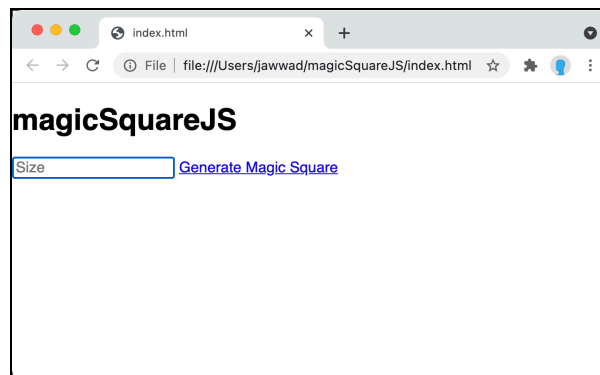 index.html
File file:///Users/jawwad/magicSquareJS/index.html
magicSquareJS
Size Generate Magic Square